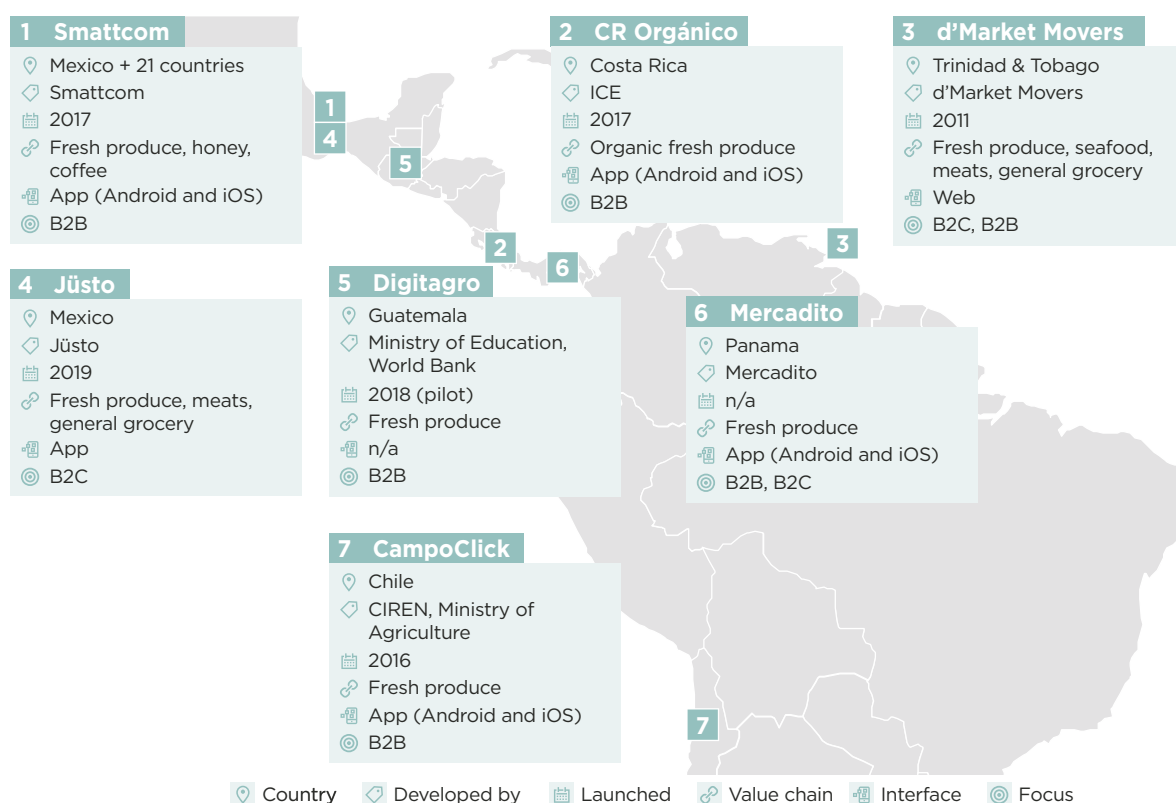 1 Smattcom
Mexico + 21 countries
Smattcom
2017
Fresh produce, honey,
coffee
App (Android and iOS)
B2B
2 CR Orgánico
Costa Rica
ICE
2017
Organic fresh produce
App (Android and iOS)
B2B
3 d’Market Movers
Trinidad & Tobago
d’Market Movers
2011
Fresh produce, seafood,
meats, general grocery
Web
B2C, B2B
1
4
5
2
6
3
4 Jüsto
Mexico
Jüsto
2019
Fresh produce, meats,
general grocery
App
B2C
5 Digitagro
Guatemala
Ministry of Education,
World Bank
2018 (pilot)
Fresh produce
n/a
B2B
6 Mercadito
Panama
Mercadito
n/a
Fresh produce
App (Android and iOS)
B2B, B2C
7 CampoClick
Chile
CIREN, Ministry of
Agriculture
2016
Fresh produce
App (Android and iOS)
B2B
7
Country Developed by Launched Value chain Interface Focus